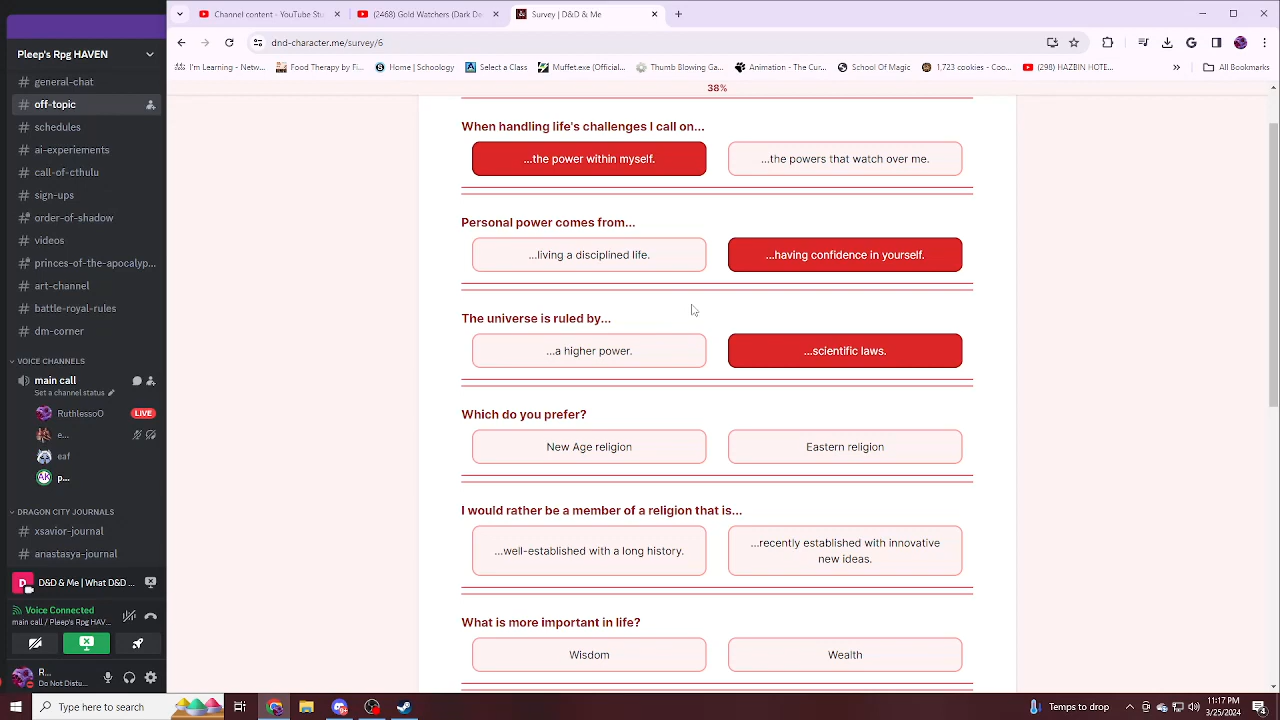 Channel content - YouTube Stu
(2468) Gold Watches (Dark Do
Survey | D&D & Me
dnd-character.me/survey/6
I'm Learning - Netw...
Food Therapy by Fi...
Home | Schoology
Select a Class
Muffet.exe (Official...
Thumb Blowing Ga...
Animation - The Cur...
School Of Magic
1,723 cookies - Coo...
(298) HAZBIN HOTE...
All Bookmarks
38%
Pleep's Rpg HAVEN
general-chat
off-topic
schedules
ai-experiements
call-of-cthulu
sign-ups
order-of-shadow
videos
princes-of-the-apocalyp...
art-channel
battle-royal-rules
dm-corner
VOICE CHANNELS
main call
Set a channel status
RuthlessoO
LIVE
e...
eaf
p...
DRAGON CITY JOURNALS
xsavior-journal
anastasya-journal
D
D&D & Me | What D&D ...
Voice Connected
main call / Pleep's Rpg HAV...
R...
Do Not Distu...
When handling life's challenges I call on...
...the power within myself.
...the powers that watch over me.
Personal power comes from...
...living a disciplined life.
...having confidence in yourself.
The universe is ruled by...
...a higher power.
...scientific laws.
Which do you prefer?
New Age religion
Eastern religion
I would rather be a member of a religion that is...
...well-established with a long history.
...recently established with innovative
new ideas.
What is more important in life?
Wisdom
Wealth
Type here to search
Temps to drop
11:17 PM
3/25/2024